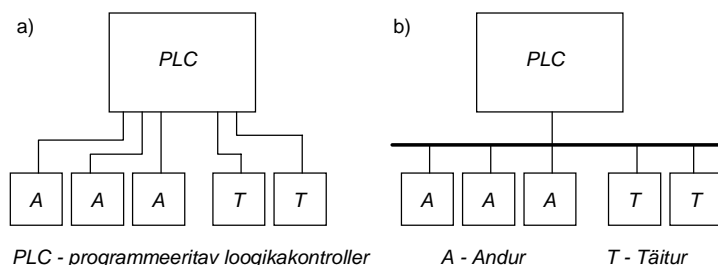 a)
PLC
b)
PLC
A A A T T
A A A T T
PLC - programmeeritav loogikakontroller A - Andur T - Täitur